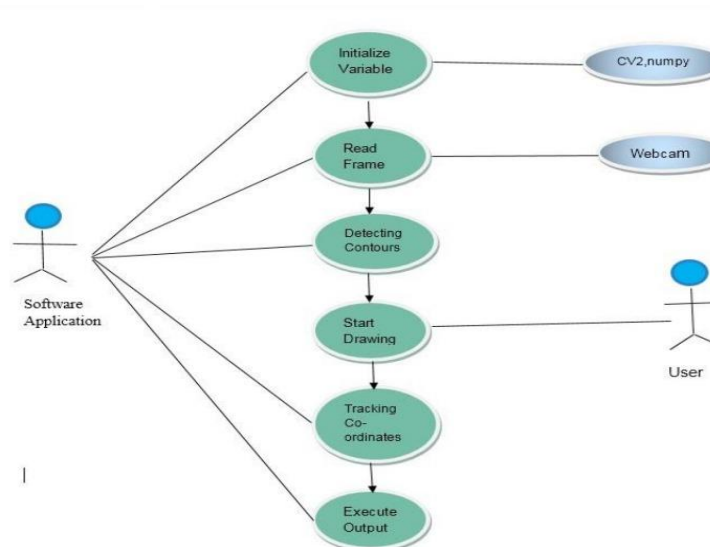 Initialize
Variable
CV2,numpy
Read
Frame
Webcam
Detecting
Contours
Software
Application
Start
Drawing
User
Tracking
Co-
ordinates
Execute
Output